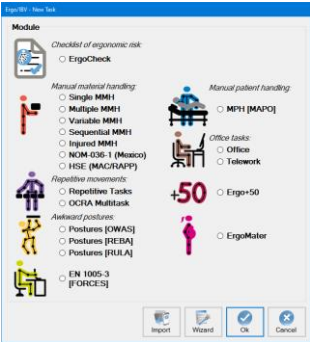 Ergo/IBV - New Task
Module
Checklist of ergonomic risk:
ErgoCheck
Manual material handling:
Single MMH
Multiple MMH
Variable MMH
Sequential MMH
Injured MMH
NOM-036-1 (Mexico)
HSE (MAC/RAPP)
Repetitive movements:
Repetitive Tasks
OCRA Multitask
Awkward postures:
Postures [OWAS]
Postures [REBA]
Postures [RULA]
EN 1005-3
[FORCES]
Manual patient handling:
MPH [MAPO]
Office tasks:
Office
Telework
+50
Ergo+50
ErgoMater
Import
Wizard
Ok
Cancel